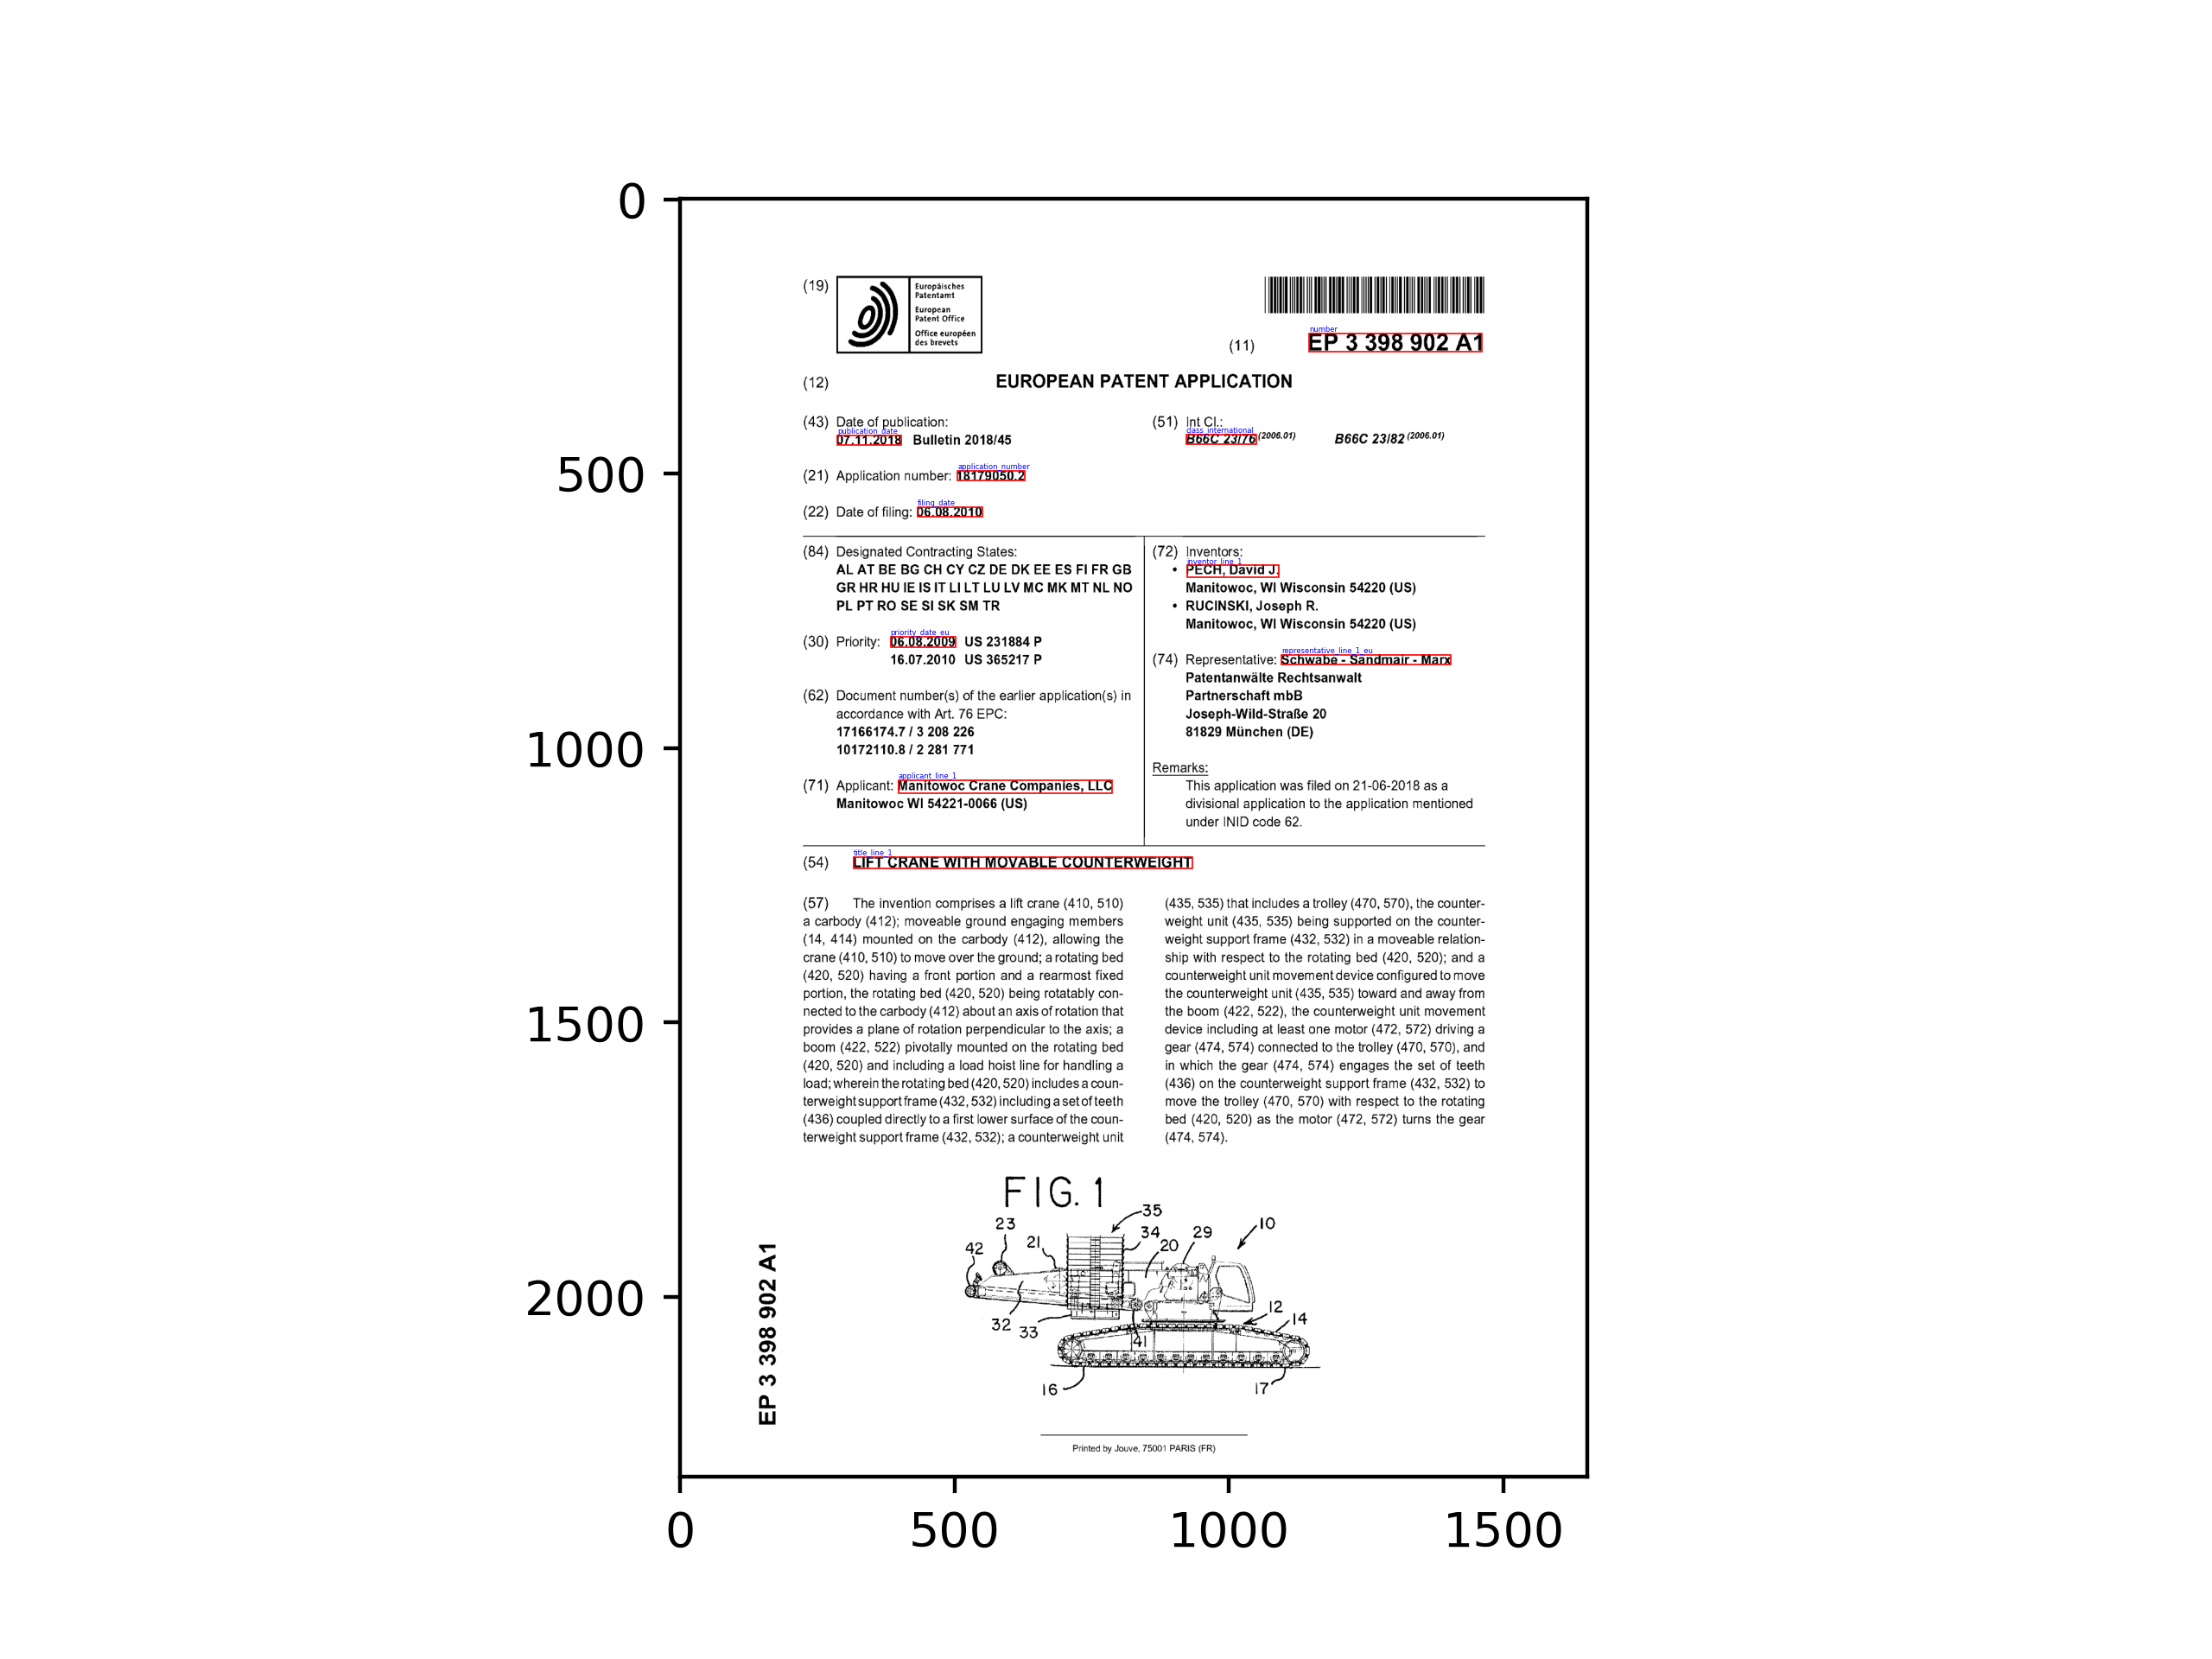 0
500
1000
1500
2000
0
500
1000
1500
(19)
Europäisches
Patentamt
European
Patent Office
Office européen
des brevets
number
(11) EP 3 398 902 A1
(12) EUROPEAN PATENT APPLICATION
(43) Date of publication:
publication_date
07.11.2018 Bulletin 2018/45
(51) Int Cl.:
class_international
B66C 23/76 (2006.01) B66C 23/82 (2006.01)
application_number
(21) Application number: 18179050.2
filing_date
(22) Date of filing: 06.08.2010
(84) Designated Contracting States:
AL AT BE BG CH CY CZ DE DK EE ES FI FR GB
GR HR HU IE IS IT LI LT LU LV MC MK MT NL NO
PL PT RO SE SI SK SM TR
priority_date_eu
(30) Priority: 06.08.2009 US 231884 P
16.07.2010 US 365217 P
(62) Document number(s) of the earlier application(s) in
accordance with Art. 76 EPC:
17166174.7 / 3 208 226
10172110.8 / 2 281 771
applicant_line_1
(71) Applicant: Manitowoc Crane Companies, LLC
Manitowoc WI 54221-0066 (US)
(72) Inventors:
inventor_line_1
• PECH, David J.
Manitowoc, WI Wisconsin 54220 (US)
• RUCINSKI, Joseph R.
Manitowoc, WI Wisconsin 54220 (US)
representative_line_1_eu
(74) Representative: Schwabe - Sandmair - Marx
Patentanwälte Rechtsanwalt
Partnerschaft mbB
Joseph-Wild-Straße 20
81829 München (DE)
Remarks:
This application was filed on 21-06-2018 as a
divisional application to the application mentioned
under INID code 62.
title_line_1
(54) LIFT CRANE WITH MOVABLE COUNTERWEIGHT
(57) The invention comprises a lift crane (410, 510)
a carbody (412); moveable ground engaging members
(14, 414) mounted on the carbody (412), allowing the
crane (410, 510) to move over the ground; a rotating bed
(420, 520) having a front portion and a rearmost fixed
portion, the rotating bed (420, 520) being rotatably con-
nected to the carbody (412) about an axis of rotation that
provides a plane of rotation perpendicular to the axis; a
boom (422, 522) pivotally mounted on the rotating bed
(420, 520) and including a load hoist line for handling a
load; wherein the rotating bed (420, 520) includes a coun-
terweight support frame (432, 532) including a set of teeth
(436) coupled directly to a first lower surface of the coun-
terweight support frame (432, 532); a counterweight unit
(435, 535) that includes a trolley (470, 570), the counter-
weight unit (435, 535) being supported on the counter-
weight support frame (432, 532) in a moveable relation-
ship with respect to the rotating bed (420, 520); and a
counterweight unit movement device configured to move
the counterweight unit (435, 535) toward and away from
the boom (422, 522), the counterweight unit movement
device including at least one motor (472, 572) driving a
gear (474, 574) connected to the trolley (470, 570), and
in which the gear (474, 574) engages the set of teeth
(436) on the counterweight support frame (432, 532) to
move the trolley (470, 570) with respect to the rotating
bed (420, 520) as the motor (472, 572) turns the gear
(474, 574).
FIG. 1
35
23
34
29
10
42
21
20
32
33
41
12
14
16
17
EP 3 398 902 A1
Printed by Jouve, 75001 PARIS (FR)